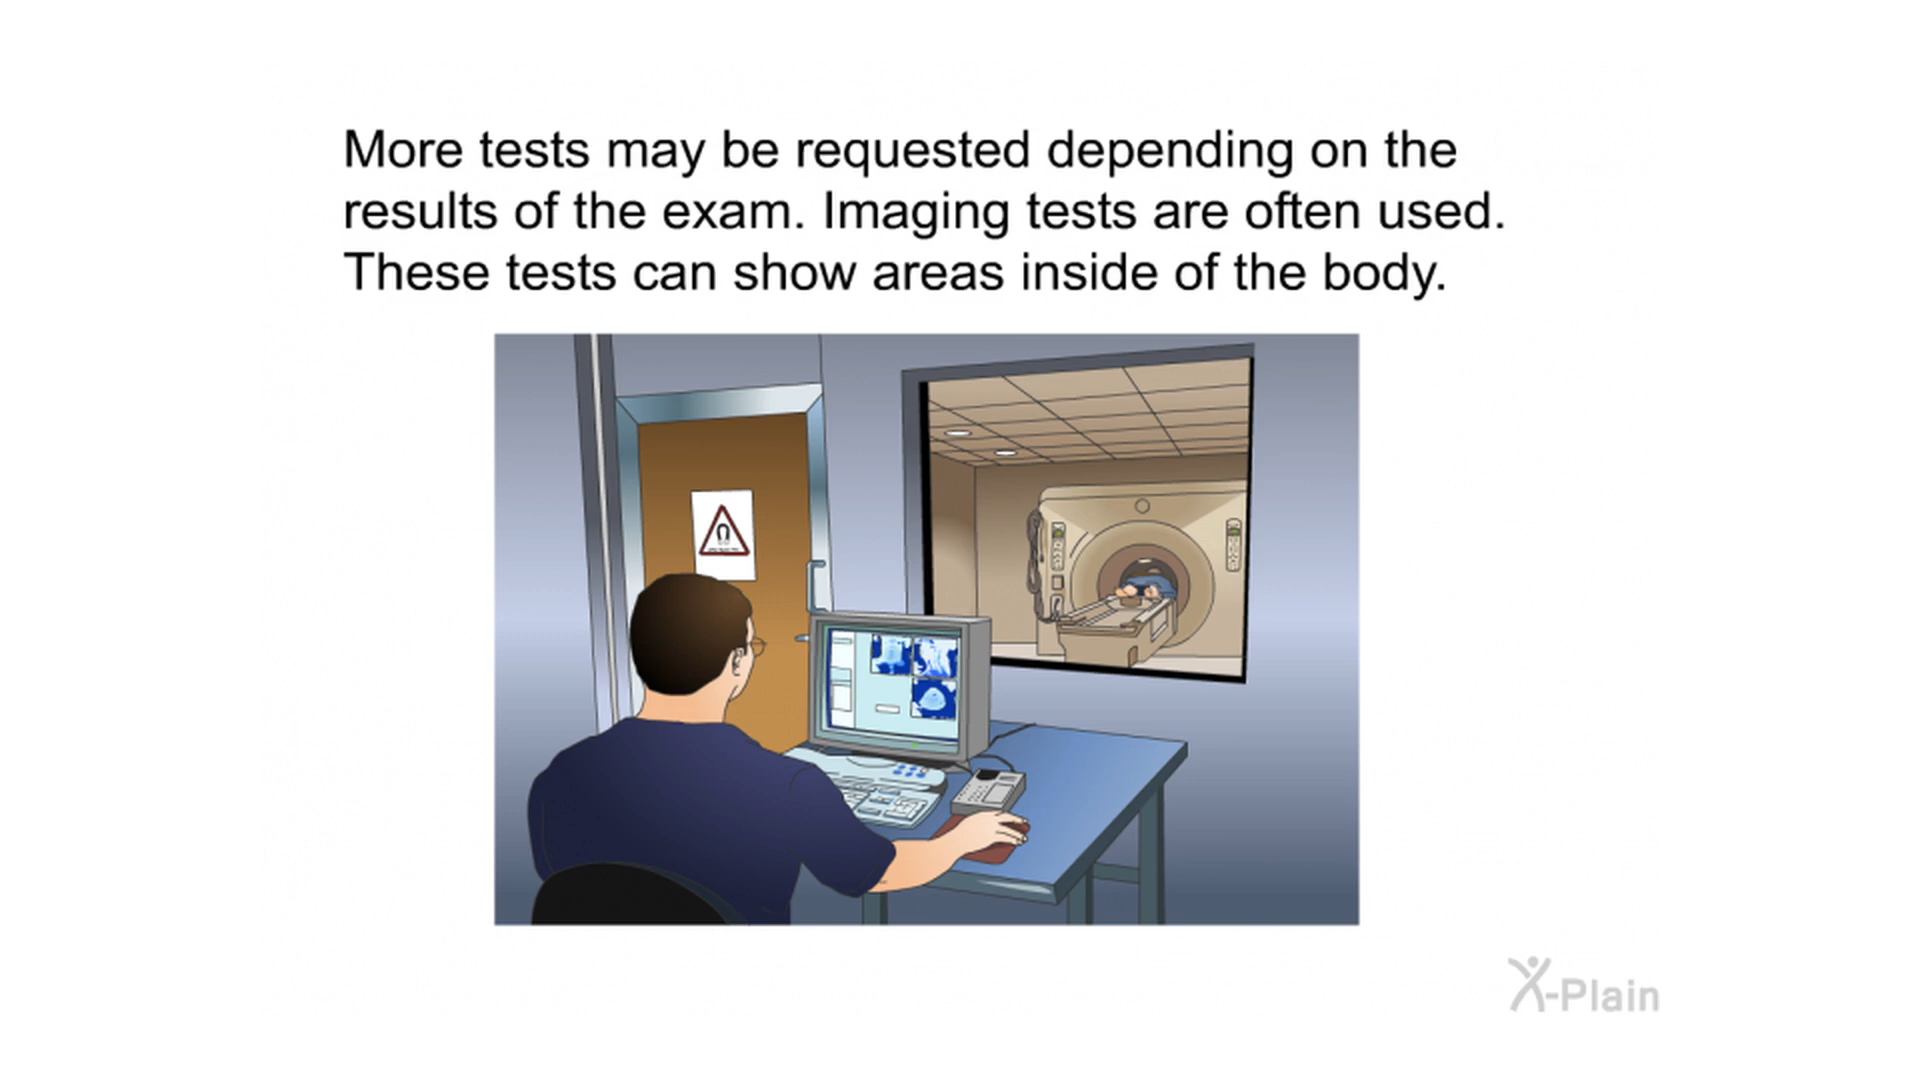 More tests may be requested depending on the
results of the exam. Imaging tests are often used.
These tests can show areas inside of the body.
X-Plain